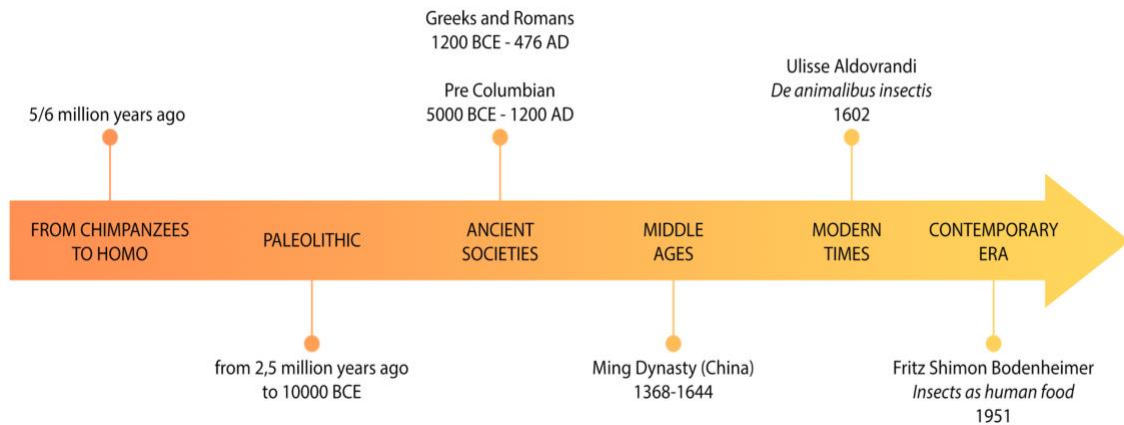 Greeks and Romans
1200 BCE - 476 AD
Pre Columbian
5000 BCE - 1200 AD
Ulisse Aldovrandi
De animalibus insectis
1602
5/6 million years ago
FROM CHIMPANZEES
TO HOMO
PALEOLITHIC
ANCIENT
SOCIETIES
MIDDLE
AGES
MODERN
TIMES
CONTEMPORARY
ERA
from 2,5 million years ago
to 10000 BCE
Ming Dynasty (China)
1368-1644
Fritz Shimon Bodenheimer
Insects as human food
1951